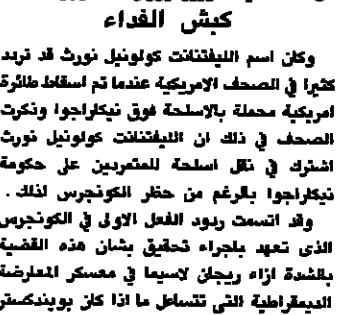 كبش الفداء
وكان اسم الليفتنانت كولونيل نورث قد تردد
كثيرا في الصحف الامريكية عندما تم اسقاط طائرة
امريكية محملة بالاسلحة فوق نيكاراجوا وذكرت
الصحف في ذلك ان الليفتنانت كولونيل نورث
اشترك في نقل اسلحة للمتمردين على حكومة
نيكاراجوا بالرغم من حظر الكونجرس لذلك .
وقد اتسمت ردود الفعل الاولى في الكونجرس
الذى تعهد باجراء تحقيق بشان هذه القضية
بالشدة ازاء ريجان لاسيما في معسكر المعارضة
الديمقراطية التى تتساءل ما اذا كان بويندكستر